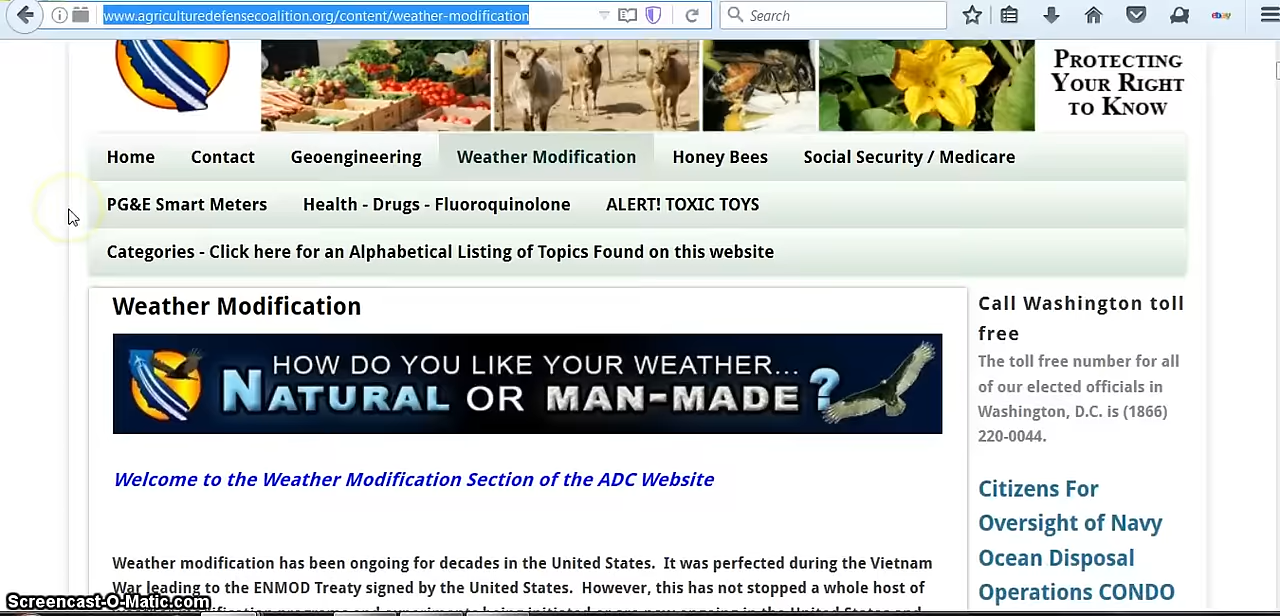 www.agriculturedefensecoalition.org/content/weather-modification
Search
ebay
PROTECTING
YOUR RIGHT
TO KNOW
Home Contact Geoengineering Weather Modification Honey Bees Social Security / Medicare
PG&E Smart Meters Health - Drugs - Fluoroquinolone ALERT! TOXIC TOYS
Categories - Click here for an Alphabetical Listing of Topics Found on this website
Weather Modification
HOW DO YOU LIKE YOUR WEATHER...
NATURAL OR MAN-MADE?
Welcome to the Weather Modification Section of the ADC Website
Weather modification has been ongoing for decades in the United States. It was perfected during the Vietnam
War leading to the ENMOD Treaty signed by the United States. However, this has not stopped a whole host of
Call Washington toll
free
The toll free number for all
of our elected officials in
Washington, D.C. is (1866)
220-0044.
Citizens For
Oversight of Navy
Ocean Disposal
Operations CONDO
Screencast-O-Matic.com